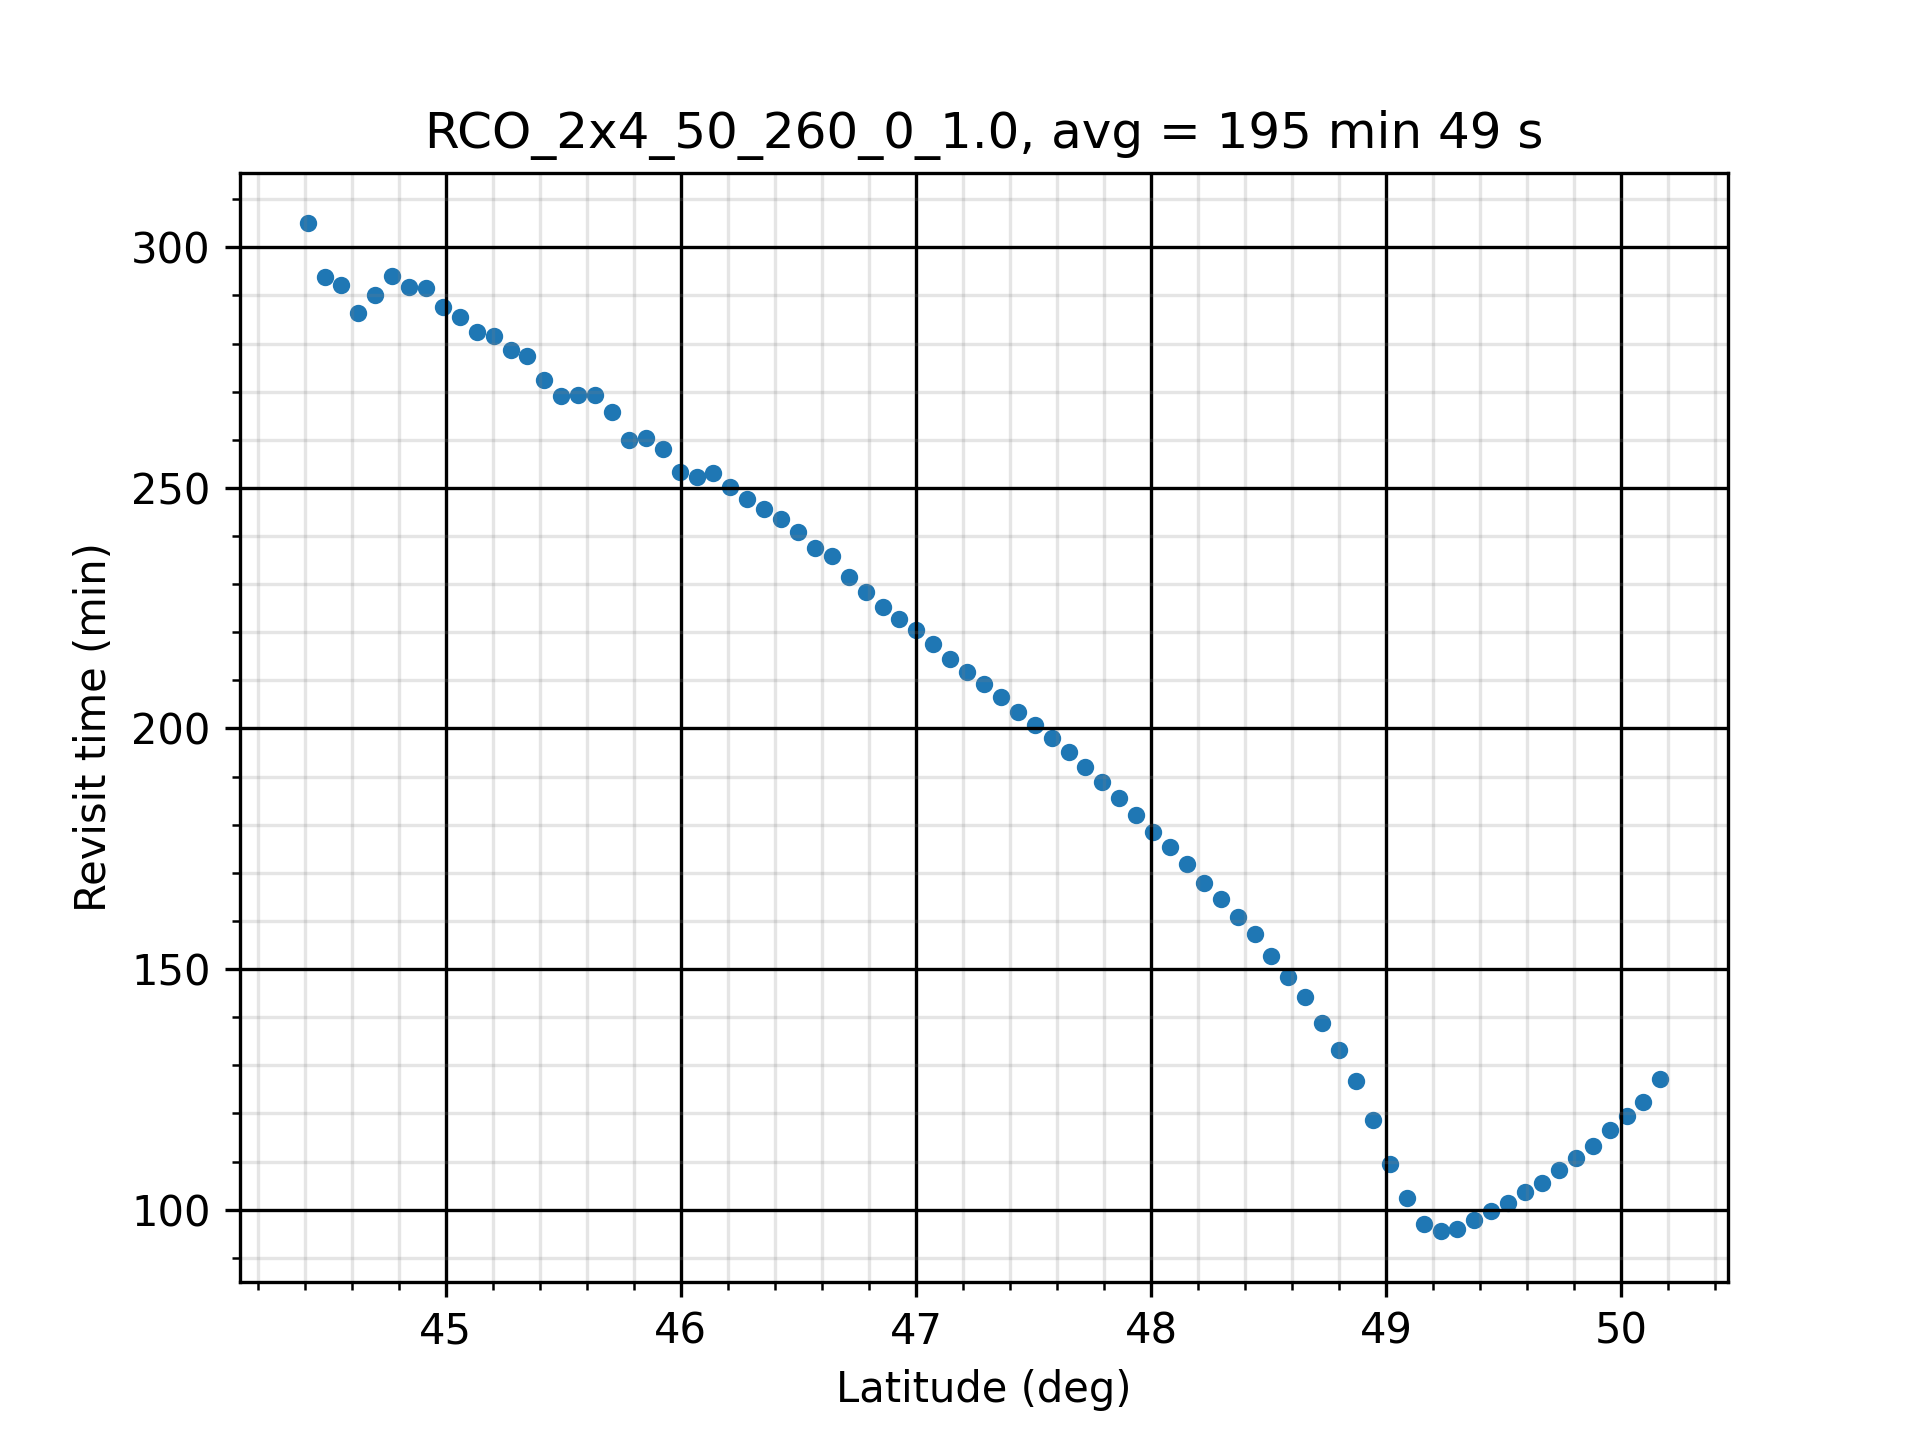 RCO_2x4_50_260_0_1.0, avg = 195 min 49 s
300
250
200
150
100
Revisit time (min)
45 46 47 48 49 50
Latitude (deg)